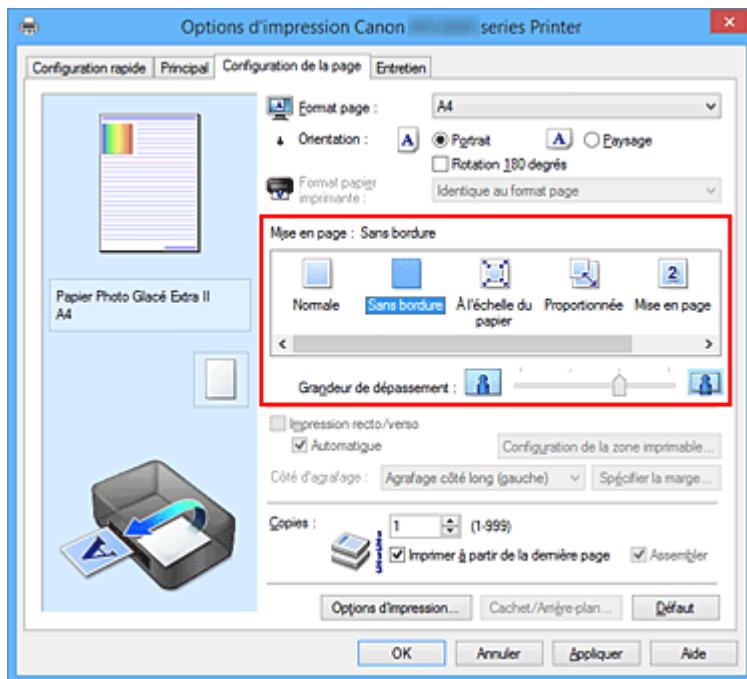 Options d'impression Canon series Printer
Configuration rapide Principal Configuration de la page Entretien
Format page : A4
Orientation : A Portrait A Paysage
Rotation 180 degrés
Format papier imprimante : Identique au format page
Mise en page : Sans bordure
2
Normale Sans bordure À l'échelle du papier Proportionnée Mise en page
Grandeur de dépassement :
Papier Photo Glacé Extra II
A4
Impression recto/verso
Automatique Configuration de la zone imprimable...
Côté d'agrafage : Agrafage côté long (gauche) Spécifier la marge...
Copies : 1 (1-999)
Imprimer à partir de la dernière page Assembler
A
Options d'impression... Cachet/Arrière-plan... Défaut
OK Annuler Appliquer Aide